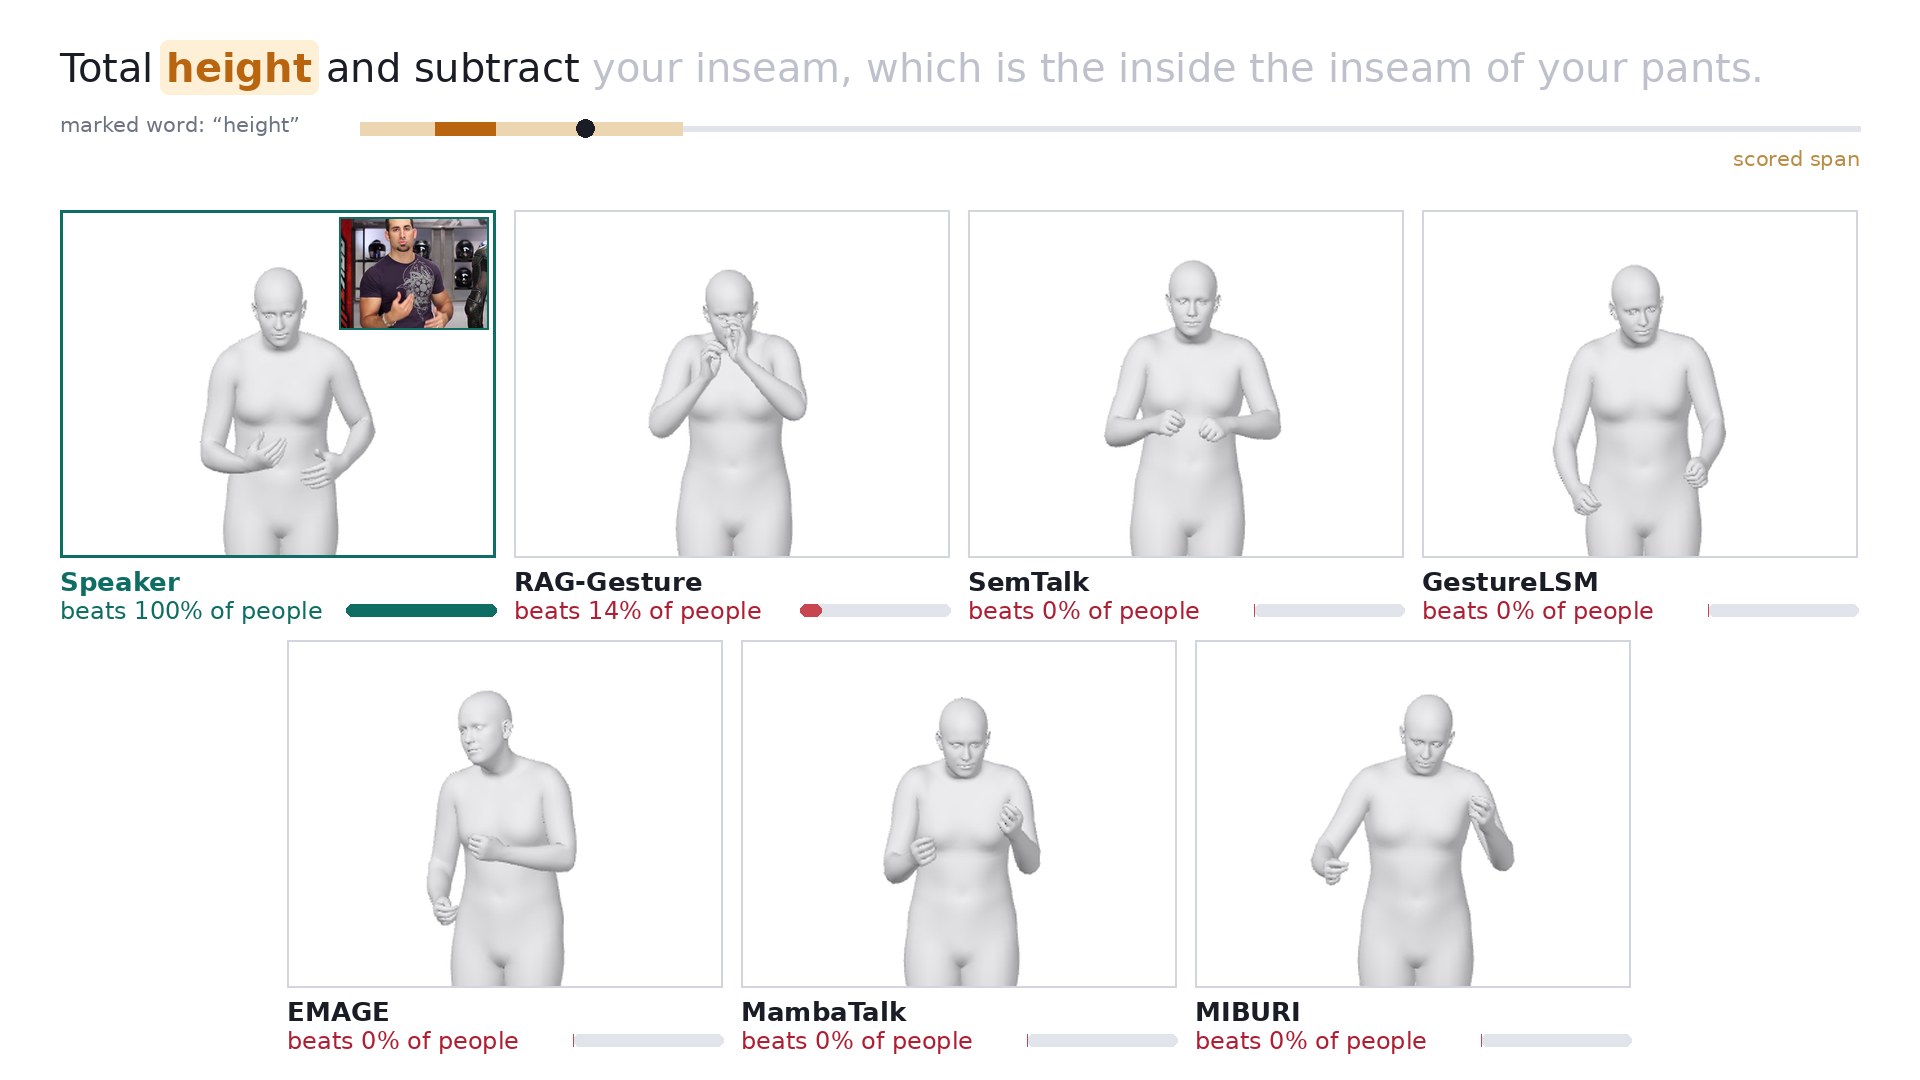 Total height and subtract your inseam, which is the inside the inseam of your pants.
marked word: “height”
scored span
Speaker
beats 100% of people
RAG-Gesture
beats 14% of people
SemTalk
beats 0% of people
GestureLSM
beats 0% of people
EMAGE
beats 0% of people
MambaTalk
beats 0% of people
MIBURI
beats 0% of people